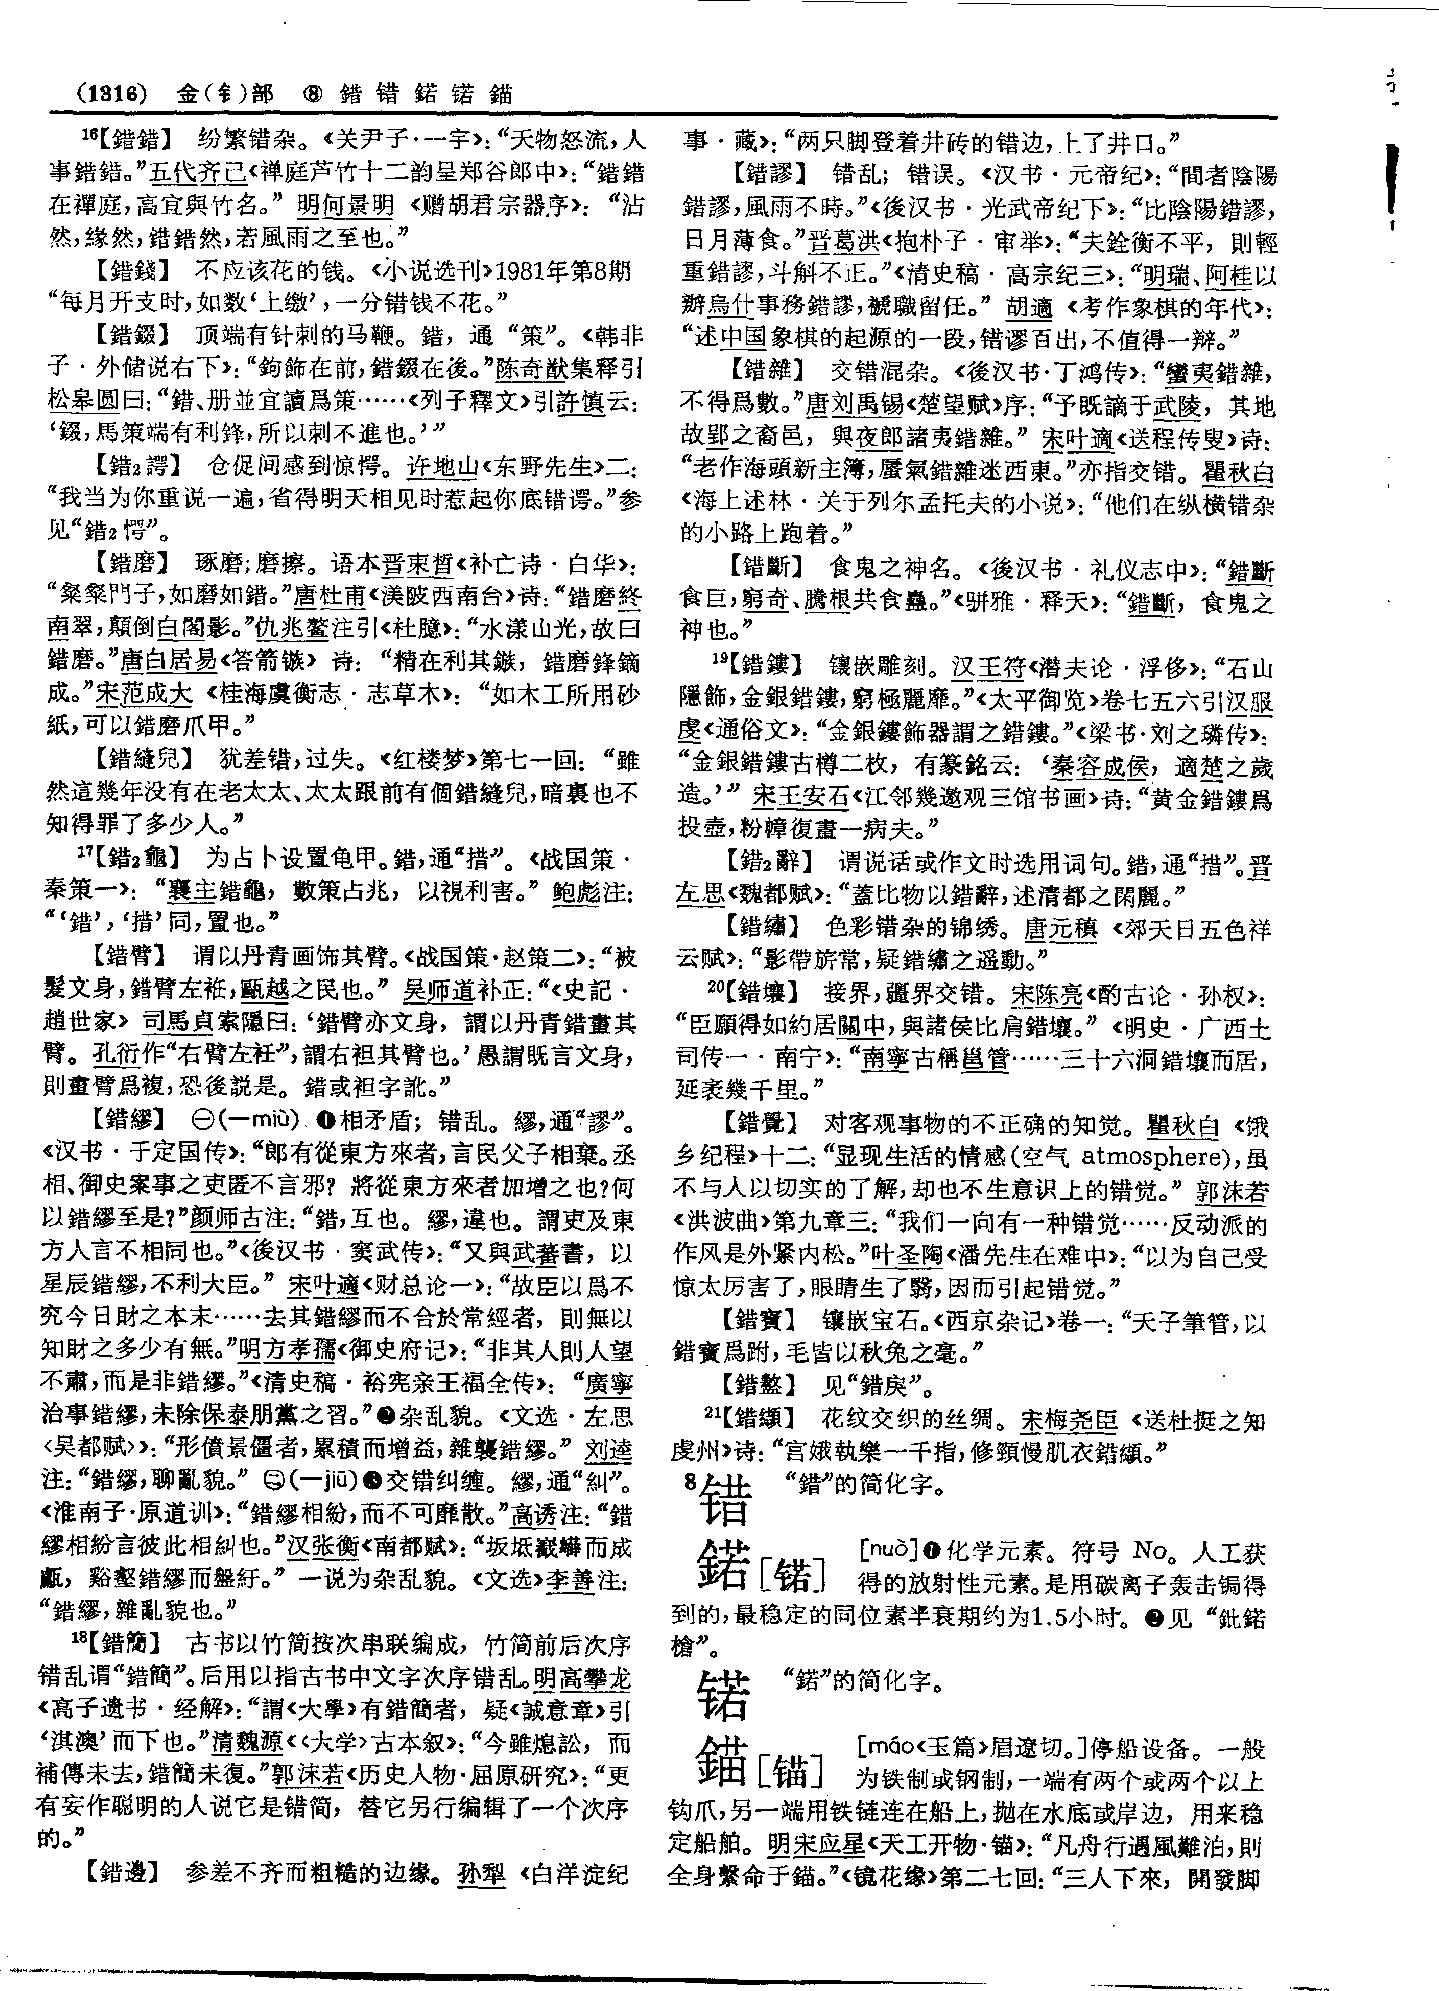 (1316) 金(钅)部 ⑧ 錯错鍩锘錨
16【錯錯】 纷繁错杂。《关尹子·一宇》：“天物怒流，人
事錯錯。”五代齐己《禅庭芦竹十二韵呈郑谷郎中》：“錯錯
在禪庭，高宜與竹名。” 明何景明《赠胡君宗器序》：“沾
然，緣然，錯錯然，若風雨之至也。”
【錯錢】 不应该花的钱。《小说选刊》1981年第8期
“每月开支时，如数‘上缴’，一分错钱不花。”
【錯錣】 顶端有针刺的马鞭。錯，通“策”。《韩非
子·外储说右下》：“鉤飾在前，錯錣在後。”陈奇猷集释引
松皋圆曰：“錯、册並宜讀爲策……《列子釋文》引許慎云：
‘錣，馬策端有利鋒，所以刺不進也。’”
【錯2諤】 仓促间感到惊愕。许地山《东野先生》二：
“我当为你重说一遍，省得明天相见时惹起你底错谔。”参
见“錯2愕”。
【錯磨】 琢磨；磨擦。语本晋束晳《补亡诗·白华》：
“粲粲門子，如磨如錯。”唐杜甫《渼陂西南台》诗：“錯磨終
南翠，顛倒白閣影。”仇兆鳌注引《杜臆》：“水漾山光，故曰
錯磨。”唐白居易《答箭镞》诗：“精在利其鏃，錯磨鋒鏑
成。”宋范成大《桂海虞衡志·志草木》：“如木工所用砂
紙，可以錯磨爪甲。”
【錯縫兒】 犹差错，过失。《红楼梦》第七一回：“雖
然這幾年没有在老太太、太太跟前有個錯縫兒，暗裏也不
知得罪了多少人。”
17【錯2龜】 为占卜设置龟甲。錯，通“措”。《战国策·
秦策一》：“襄主錯龜，數策占兆，以視利害。” 鲍彪注：
“‘錯’，‘措’同，置也。”
【錯臂】 谓以丹青画饰其臂。《战国策·赵策二》：“被
髮文身，錯臂左衽，甌越之民也。” 吴师道补正：“《史記·
趙世家》司馬貞索隱曰：‘錯臂亦文身，謂以丹青錯畫其
臂。孔衍作“右臂左衽”，謂右袒其臂也。’愚謂既言文身，
則畫臂爲複，恐後説是。錯或袒字訛。”
【錯繆】 ㊀(—miù) ❶相矛盾；错乱。繆，通“謬”。
《汉书·于定国传》：“郎有從東方來者，言民父子相棄。丞
相、御史案事之吏匿不言邪？將從東方來者加增之也？何
以錯繆至是？”颜师古注：“錯，互也。繆，違也。謂吏及東
方人言不相同也。”《後汉书·窦武传》：“又與武蕃書，以
星辰錯繆，不利大臣。” 宋叶適《财总论一》：“故臣以爲不
究今日財之本末……去其錯繆而不合於常經者，則無以
知財之多少有無。”明方孝孺《御史府记》：“非其人則人望
不肅，而是非錯繆。”《清史稿·裕宪亲王福全传》：“廣寧
治事錯繆，未除保泰朋黨之習。”❷杂乱貌。《文选·左思
〈吴都赋〉》：“形僨景僵者，累積而增益，雜襲錯繆。” 刘逵
注：“錯繆，聊亂貌。” ㊁(—jiū)❸交错纠缠。繆，通“糾”。
《淮南子·原道训》：“錯繆相紛，而不可靡散。”高诱注：“錯
繆相紛言彼此相糾也。”汉张衡《南都赋》：“坂坻嶻嶭而成
甗，谿壑錯繆而盤紆。” 一说为杂乱貌。《文选》李善注：
“錯繆，雜亂貌也。”
18【錯簡】 古书以竹简按次串联编成，竹简前后次序
错乱谓“錯簡”。后用以指古书中文字次序错乱。明高攀龙
《高子遗书·经解》：“謂《大學》有錯簡者，疑《誠意章》引
‘淇澳’而下也。”清魏源《〈大学〉古本叙》：“今雖熄訟，而
補傳未去，錯簡未復。”郭沫若《历史人物·屈原研究》：“更
有妄作聪明的人说它是错简，替它另行编辑了一个次序
的。”
【錯邊】 参差不齐而粗糙的边缘。孙犁《白洋淀纪
事·藏》：“两只脚登着井砖的错边，上了井口。”
【錯謬】 错乱；错误。《汉书·元帝纪》：“間者陰陽
錯謬，風雨不時。”《後汉书·光武帝纪下》：“比陰陽錯謬，
日月薄食。”晋葛洪《抱朴子·审举》：“夫銓衡不平，則輕
重錯謬，斗斛不正。”《清史稿·高宗纪三》：“明瑞、阿桂以
辦烏什事務錯謬，褫職留任。” 胡適《考作象棋的年代》：
“述中国象棋的起源的一段，错谬百出，不值得一辩。”
【錯雜】 交错混杂。《後汉书·丁鸿传》：“蠻夷錯雜，
不得爲數。”唐刘禹锡《楚望赋》序：“予既謫于武陵，其地
故郢之裔邑，與夜郎諸夷錯雜。” 宋叶適《送程传叟》诗：
“老作海頭新主簿，蜃氣錯雜迷西東。”亦指交错。瞿秋白
《海上述林·关于列尔孟托夫的小说》：“他们在纵横错杂
的小路上跑着。”
【錯斷】 食鬼之神名。《後汉书·礼仪志中》：“錯斷
食巨，窮奇、騰根共食蠱。”《骈雅·释天》：“錯斷，食鬼之
神也。”
19【錯鏤】 镶嵌雕刻。汉王符《潜夫论·浮侈》：“石山
隱飾，金銀錯鏤，窮極麗靡。”《太平御览》卷七五六引汉服
虔《通俗文》：“金銀鏤飾器謂之錯鏤。”《梁书·刘之遴传》：
“金銀錯鏤古樽二枚，有篆銘云：‘秦容成侯，適楚之歲
造。’” 宋王安石《江邻幾邀观三馆书画》诗：“黄金錯鏤爲
投壺，粉幛復畫一病夫。”
【錯2辭】 谓说话或作文时选用词句。錯，通“措”。晋
左思《魏都赋》：“蓋比物以錯辭，述清都之閑麗。”
【錯繡】 色彩错杂的锦绣。唐元稹《郊天日五色祥
云赋》：“影帶旂常，疑錯繡之遥動。”
20【錯壤】 接界，疆界交错。宋陈亮《酌古论·孙权》：
“臣願得如約居關中，與諸侯比肩錯壤。”《明史·广西土
司传一·南宁》：“南寧古稱邕管……三十六洞錯壤而居，
延袤幾千里。”
【錯覺】 对客观事物的不正确的知觉。瞿秋白《饿
乡纪程》十二：“显现生活的情感(空气 atmosphere)，虽
不与人以切实的了解，却也不生意识上的错觉。” 郭沫若
《洪波曲》第九章三：“我们一向有一种错觉……反动派的
作风是外紧内松。”叶圣陶《潘先生在难中》：“以为自己受
惊太厉害了，眼睛生了翳，因而引起错觉。”
【錯寳】 镶嵌宝石。《西京杂记》卷一：“天子筆管，以
錯寳爲跗，毛皆以秋兔之毫。”
【錯盭】 见“錯戾”。
21【錯纈】 花纹交织的丝绸。宋梅尧臣《送杜挺之知
虔州》诗：“宫娥執樂一千指，修頸慢肌衣錯纈。”
8错 “錯”的简化字。
鍩[锘] [nuò]❶化学元素。符号 No。人工获
得的放射性元素。是用碳离子轰击锔得
到的，最稳定的同位素半衰期约为1.5小时。❷见“鈚鍩
槍”。
锘 “鍩”的简化字。
錨[锚] [máo《玉篇》眉遼切。]停船设备。一般
为铁制或钢制，一端有两个或两个以上
钩爪，另一端用铁链连在船上，抛在水底或岸边，用来稳
定船舶。明宋应星《天工开物·锚》：“凡舟行遇風難泊，則
全身繫命于錨。”《镜花缘》第二七回：“三人下來，開發脚